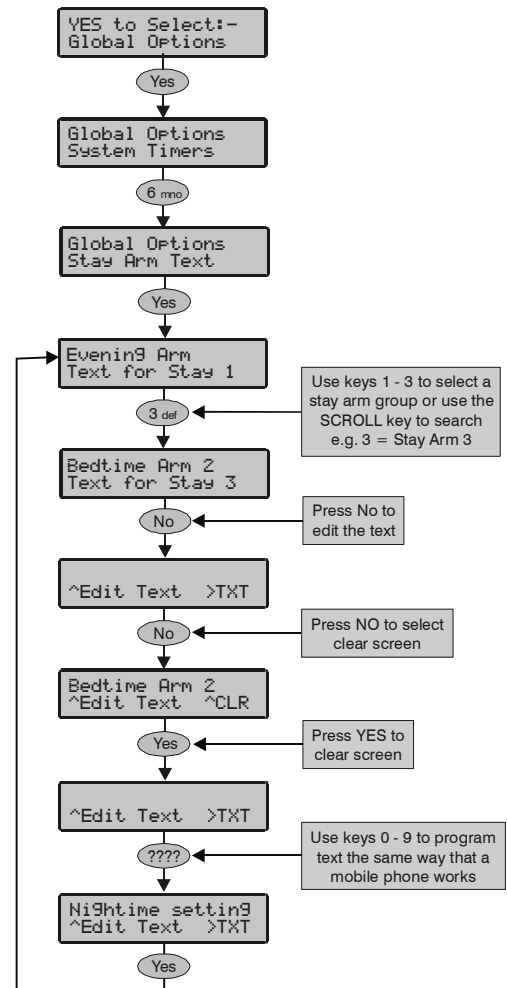 YES to Select:-
Global Options
Yes
Global Options
System Timers
6 mno
Global Options
Stay Arm Text
Yes
Evening Arm
Text for Stay 1
3 def
Use keys 1 - 3 to select a
stay arm group or use the
SCROLL key to search
e.g. 3 = Stay Arm 3
Bedtime Arm 2
Text for Stay 3
No
Press No to
edit the text
^Edit Text >TXT
No
Press NO to select
clear screen
Bedtime Arm 2
^Edit Text ^CLR
Yes
Press YES to
clear screen
^Edit Text >TXT
????
Use keys 0 - 9 to program
text the same way that a
mobile phone works
Nightime setting
^Edit Text >TXT
Yes